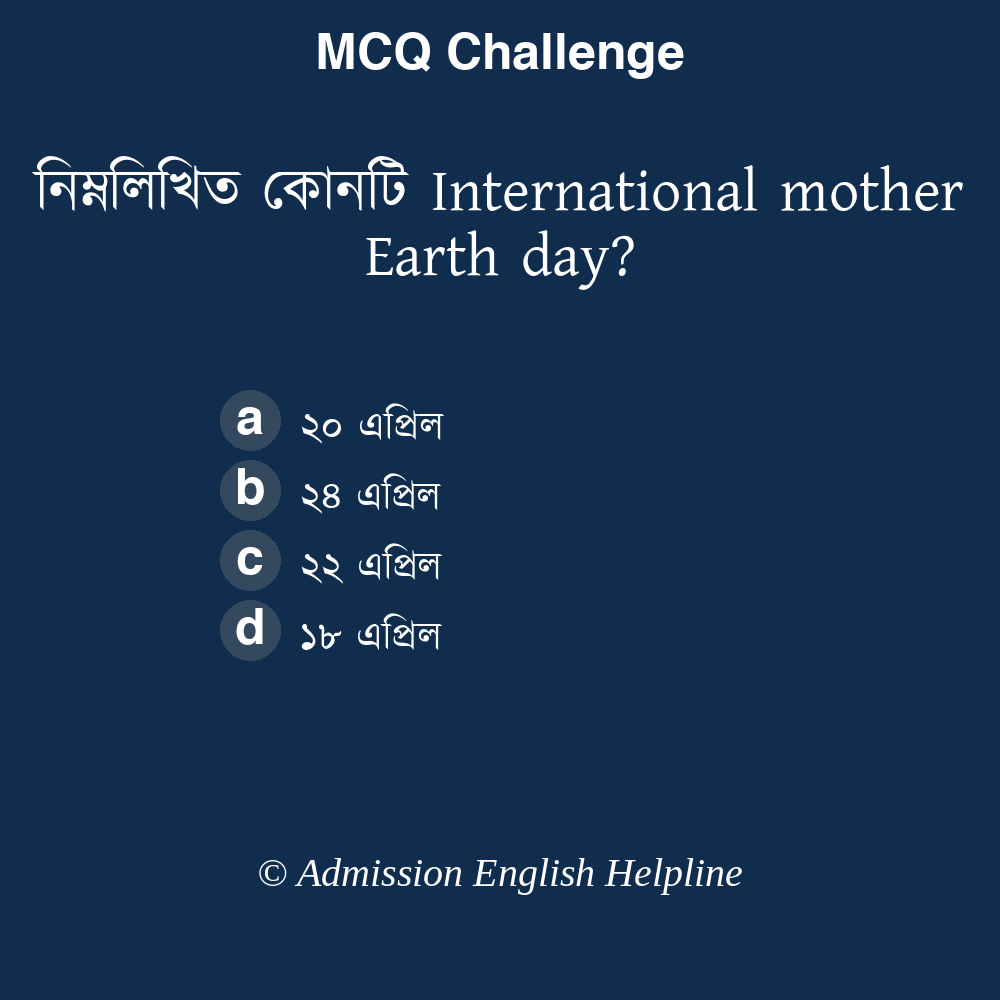 MCQ Challenge
নিম্নলিখিত কোনটি International mother
Earth day?
a ২০ এপ্রিল
b ২৪ এপ্রিল
c ২২ এপ্রিল
d ১৮ এপ্রিল
© Admission English Helpline